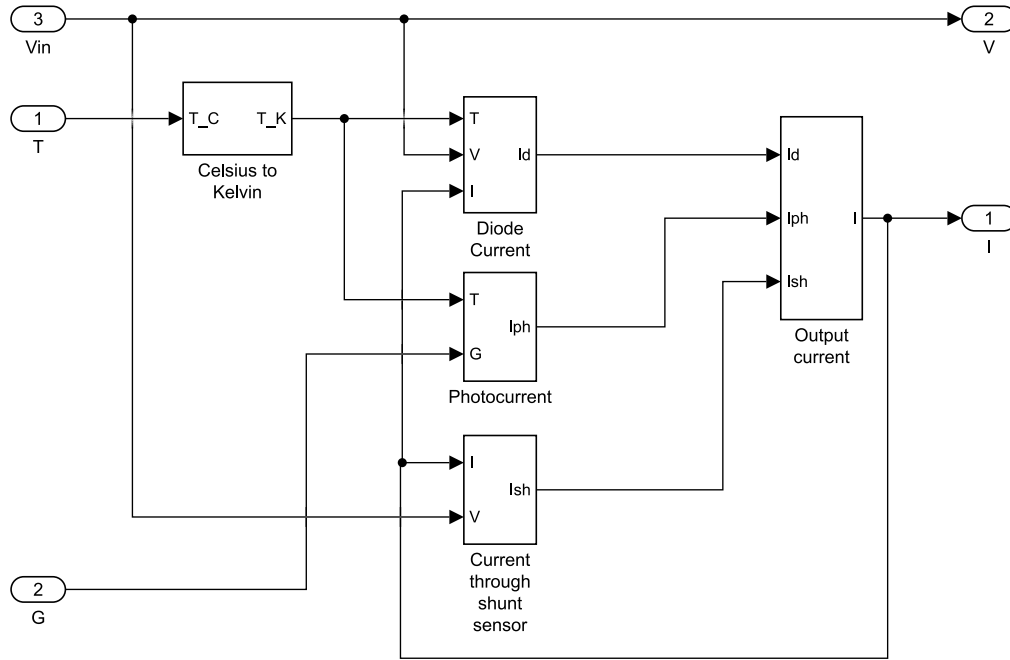 3
Vin
2
V
1
T
T_C
T_K
Celsius to
Kelvin
T
V
I
Id
Diode
Current
Id
Iph
Ish
I
Output
current
1
I
T
G
Iph
Photocurrent
I
V
Ish
Current
through
shunt
sensor
2
G